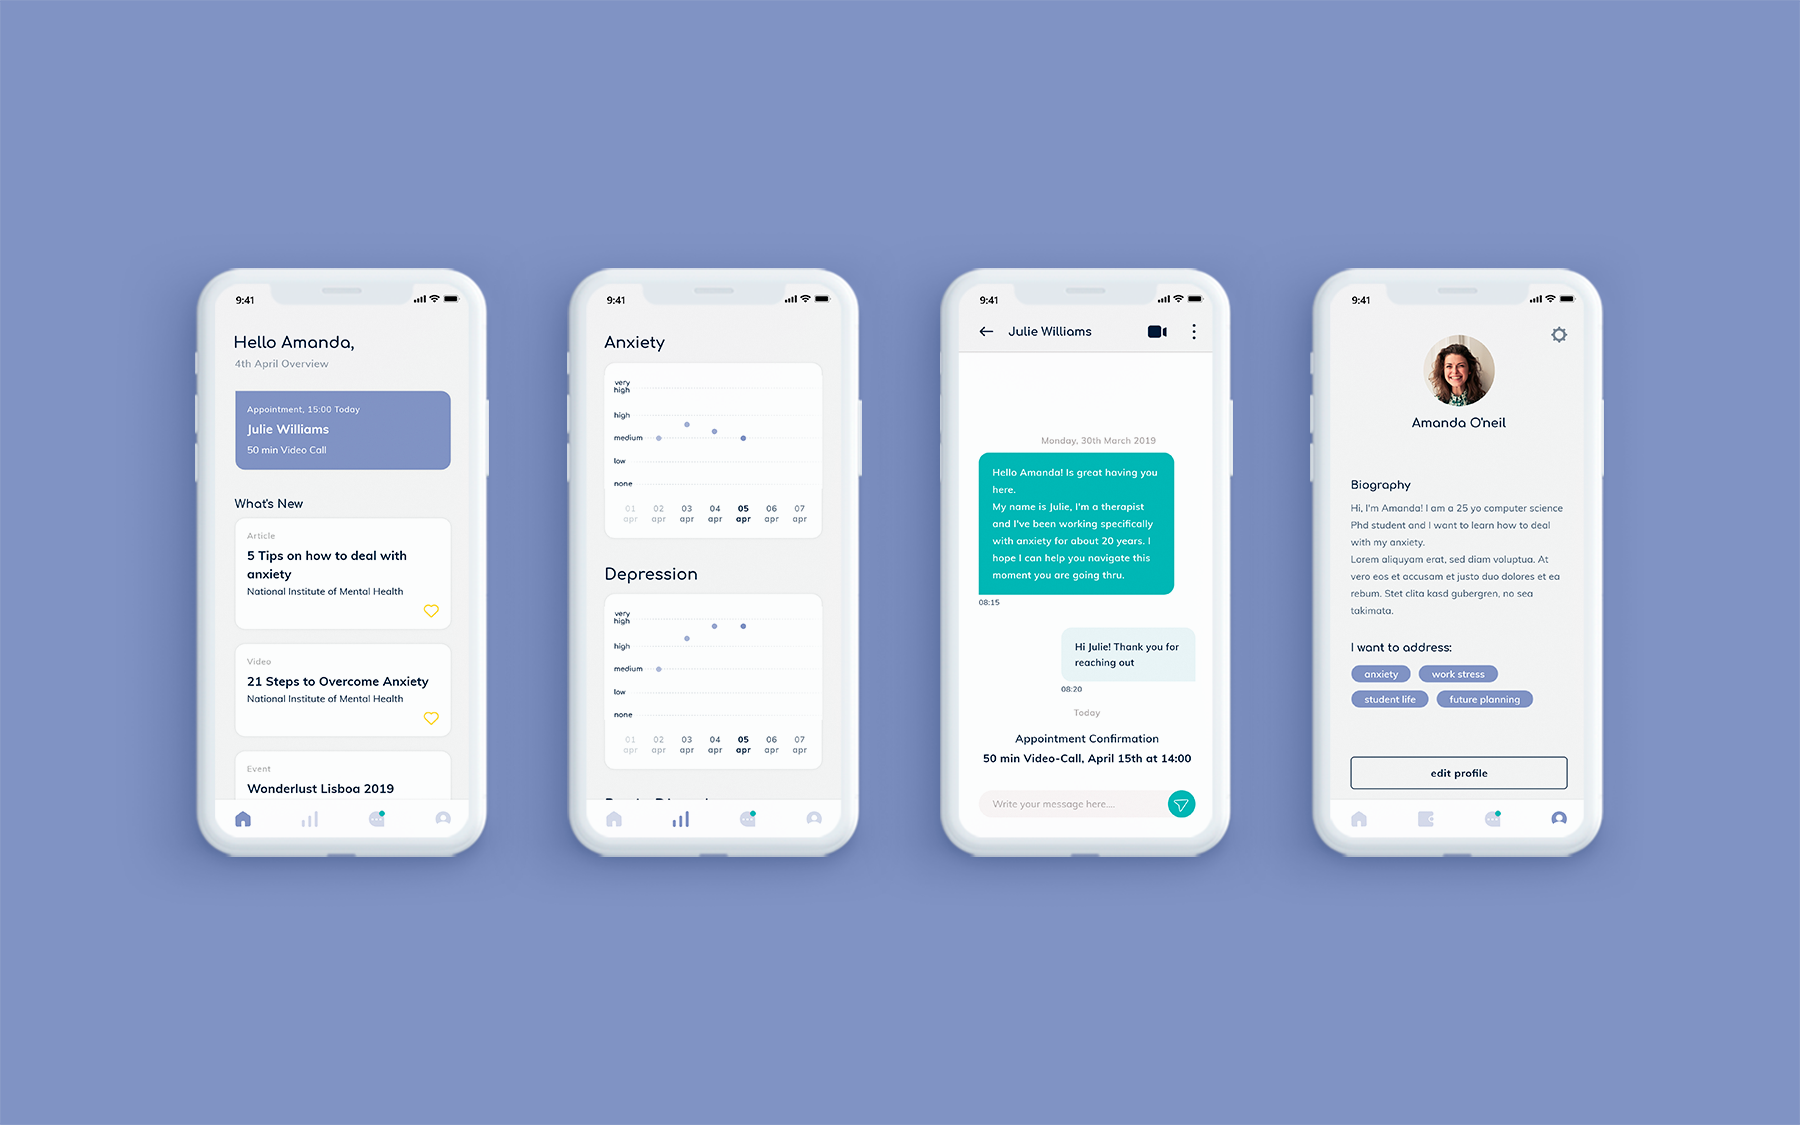 9:41
Hello Amanda,
4th April Overview
Appointment, 15:00 Today
Julie Williams
50 min Video Call
What's New
Article
5 Tips on how to deal with
anxiety
National Institute of Mental Health
Video
21 Steps to Overcome Anxiety
National Institute of Mental Health
Event
Wonderlust Lisboa 2019
9:41
Anxiety
very
high
high
medium
low
none
01 02 03 04 05 06 07
apr apr apr apr apr apr apr
Depression
very
high
high
medium
low
none
01 02 03 04 05 06 07
apr apr apr apr apr apr apr
9:41
Julie Williams
Monday, 30th March 2019
Hello Amanda! Is great having you
here.
My name is Julie, I'm a therapist
and I've been working specifically
with anxiety for about 20 years. I
hope I can help you navigate this
moment you are going thru.
08:15
Hi Julie! Thank you for
reaching out
08:20
Today
Appointment Confirmation
50 min Video-Call, April 15th at 14:00
Write your message here....
9:41
Amanda O'neil
Biography
Hi, I'm Amanda! I am a 25 yo computer science
Phd student and I want to learn how to deal
with my anxiety.
Lorem aliquyam erat, sed diam voluptua. At
vero eos et accusam et justo duo dolores et ea
rebum. Stet clita kasd gubergren, no sea
takimata.
I want to address:
anxiety work stress
student life future planning
edit profile